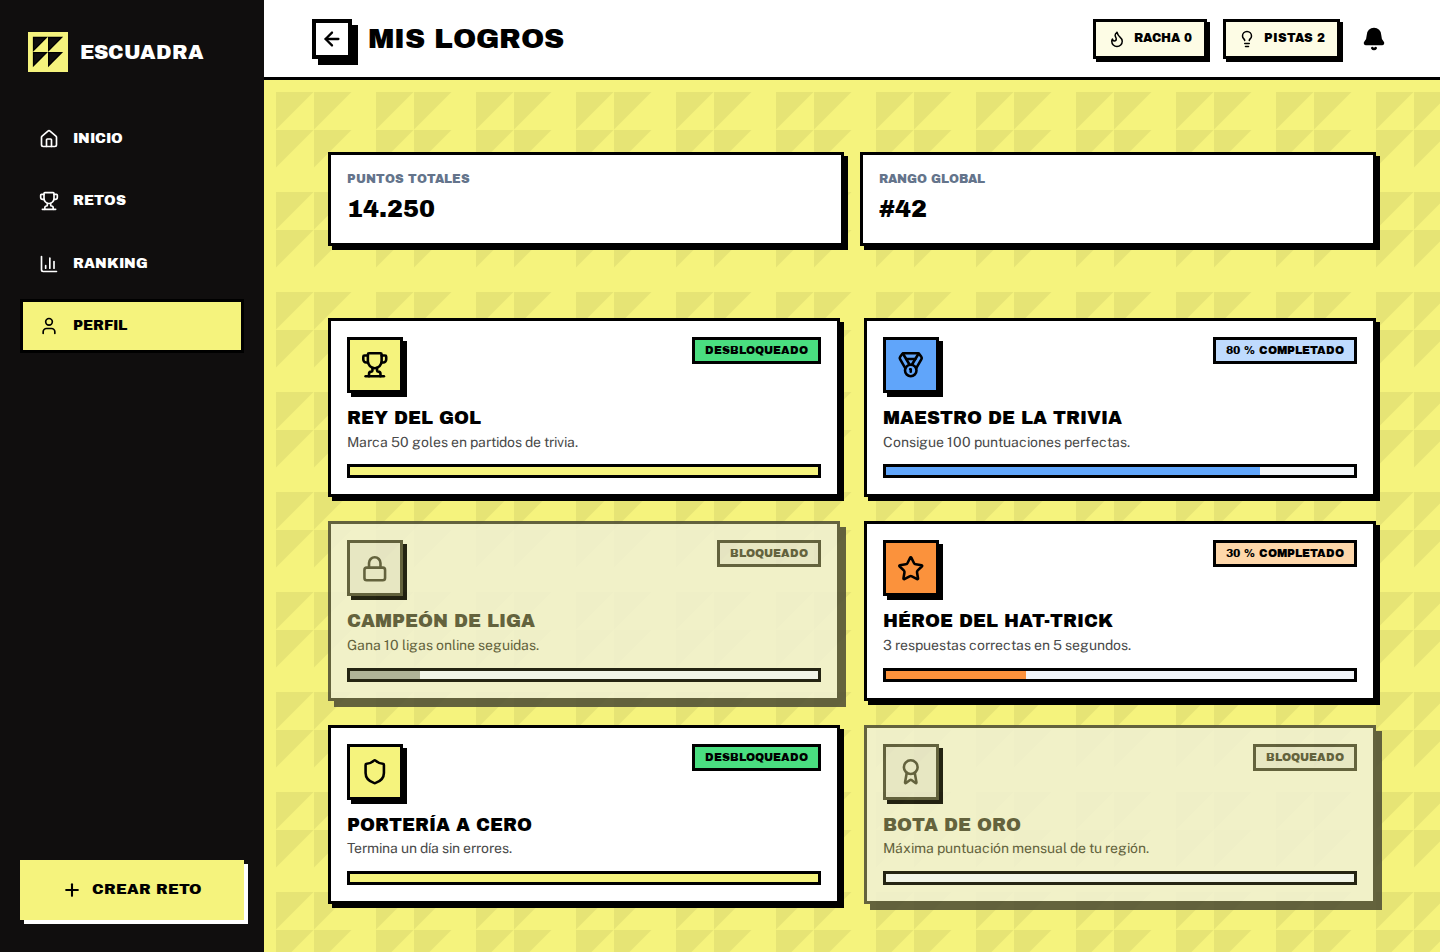 ESCUADRA
INICIO
RETOS
RANKING
PERFIL
CREAR RETO
MIS LOGROS
RACHA 0
PISTAS 2
PUNTOS TOTALES
14.250
RANGO GLOBAL
#42
DESBLOQUEADO
REY DEL GOL
Marca 50 goles en partidos de trivia.
80 % COMPLETADO
MAESTRO DE LA TRIVIA
Consigue 100 puntuaciones perfectas.
BLOQUEADO
CAMPEÓN DE LIGA
Gana 10 ligas online seguidas.
30 % COMPLETADO
HÉROE DEL HAT-TRICK
3 respuestas correctas en 5 segundos.
DESBLOQUEADO
PORTERÍA A CERO
Termina un día sin errores.
BLOQUEADO
BOTA DE ORO
Máxima puntuación mensual de tu región.